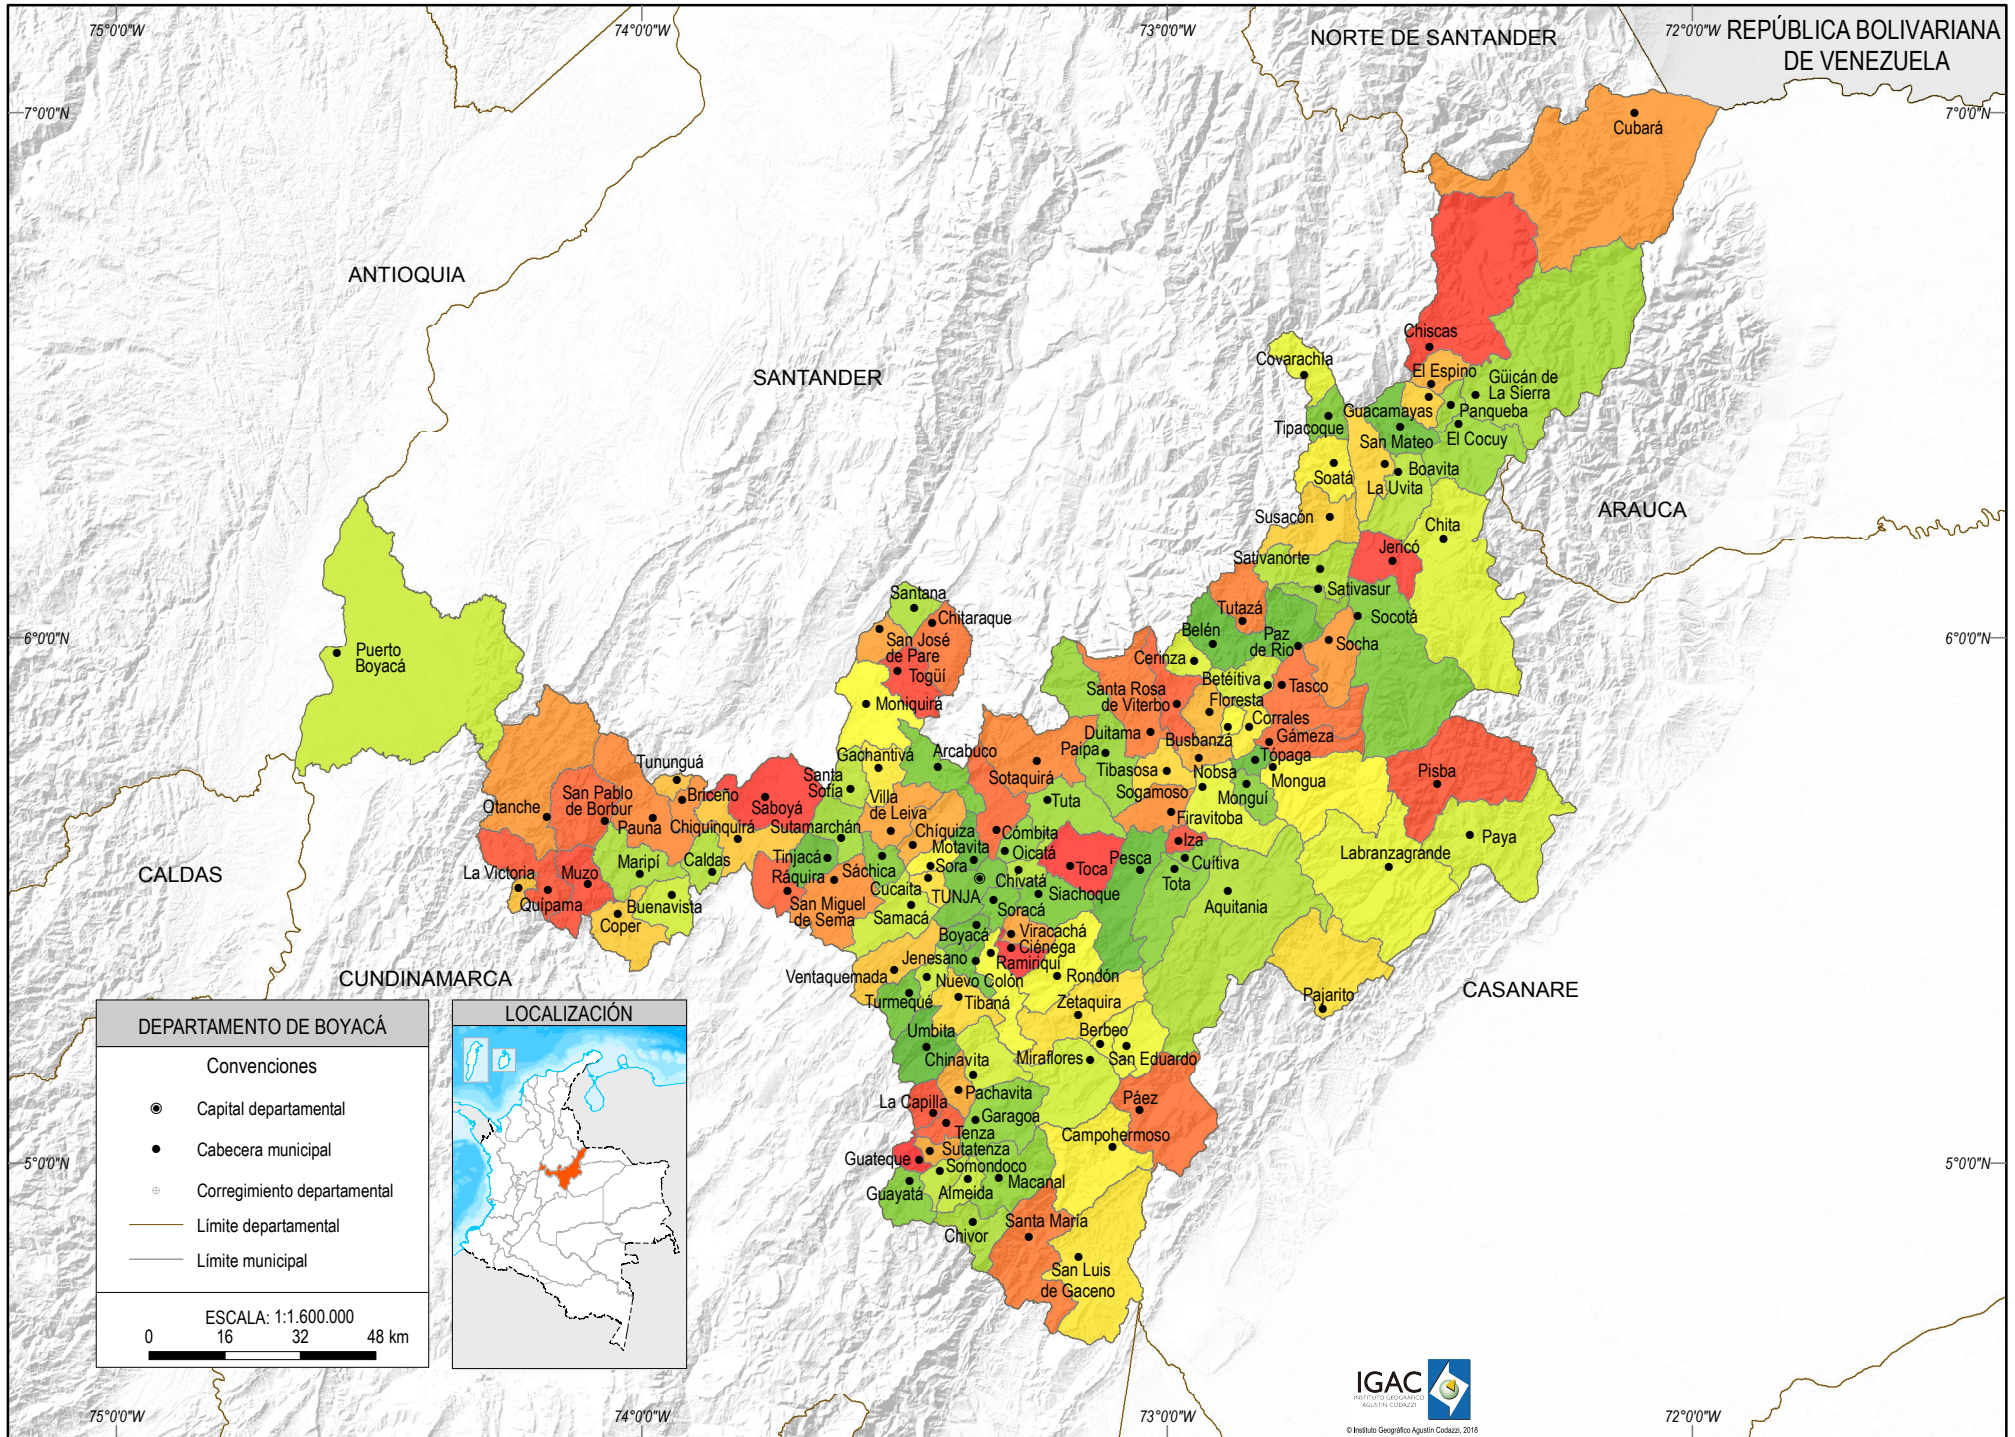 75°0'0"W
74°0'0"W
73°0'0"W
72°0'0"W
REPÚBLICA BOLIVARIANA
DE VENEZUELA
NORTE DE SANTANDER
7°0'0"N
7°0'0"N
Cubará
ANTIOQUIA
SANTANDER
Chiscas
Covarachía
El Espino
Güicán de
La Sierra
Guacamayas
Panqueba
Tipacoque
San Mateo
El Cocuy
Boavita
Soatá
La Uvita
ARAUCA
Susacón
Chita
Jericó
Sativanorte
Sativasur
Santana
Chitaraque
Tutazá
Socotá
6°0'0"N
6°0'0"N
Puerto
Boyacá
San José
de Pare
Belén
Paz
de Rio
Socha
Cerinza
Togüí
Betéitiva
Tasco
Santa Rosa
de Viterbo
Floresta
Moniquirá
Corrales
Duitama
Busbanzá
Gámeza
Gachantivá
Arcabuco
Paipa
Tópaga
Tununguá
Sotaquirá
Tibasosa
Nobsa
Mongua
Pisba
Santa
Sofía
San Pablo
de Borbur
Briceño
Saboyá
Villa
de Leiva
Tuta
Sogamoso
Monguí
Otanche
Pauna
Chiquinquirá
Sutamarchán
Chíquiza
Cómbita
Firavitoba
Paya
Motavita
Oicatá
Iza
Labranzagrande
Tinjacá
Maripí
Caldas
Sora
Toca
Pesca
Cuítiva
CALDAS
La Victoria
Muzo
Ráquira
Sáchica
Cucaita
Chivatá
Tota
Quípama
Buenavista
San Miguel
de Sema
TUNJA
Siachoque
Aquitania
Coper
Samacá
Soracá
Boyacá
Viracachá
Ciénega
Jenesano
Ramiriquí
CUNDINAMARCA
Ventaquemada
Nuevo Colón
Rondón
CASANARE
Turmequé
Tibaná
Zetaquira
Pajarito
Umbita
Berbeo
Chinavita
Miraflores
San Eduardo
Pachavita
La Capilla
Páez
Garagoa
Tenza
Campohermoso
Sutatenza
Guateque
5°0'0"N
5°0'0"N
Somondoco
Macanal
Guayatá
Almeida
Santa María
Chivor
San Luis
de Gaceno
DEPARTAMENTO DE BOYACÁ
Convenciones
Capital departamental
Cabecera municipal
Corregimiento departamental
Límite departamental
Límite municipal
ESCALA: 1:1.600.000
0 16 32 48 km
LOCALIZACIÓN
IGAC
INSTITUTO GEOGRÁFICO
AGUSTÍN CODAZZI
© Instituto Geográfico Agustín Codazzi, 2018
75°0'0"W
74°0'0"W
73°0'0"W
72°0'0"W